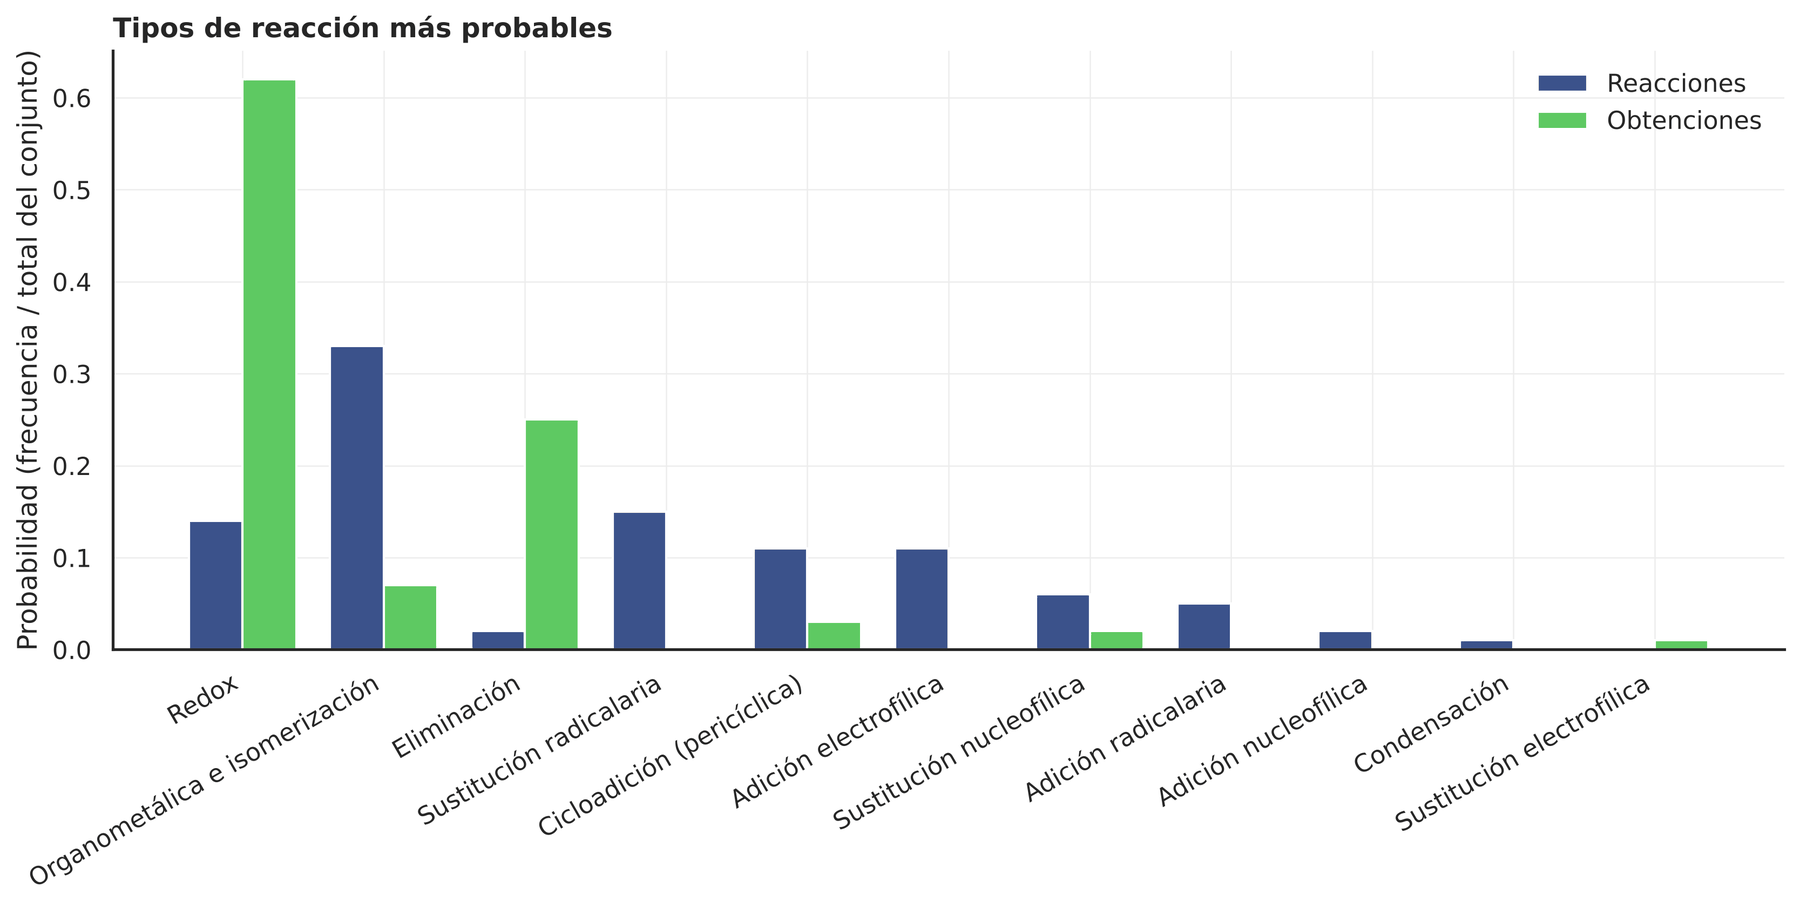 Tipos de reacción más probables
Probabilidad (frecuencia / total del conjunto)
0.6
0.5
0.4
0.3
0.2
0.1
0.0
Reacciones
Obtenciones
Redox
Organometálica e isomerización
Eliminación
Sustitución radicalaria
Cicloadición (pericíclica)
Adición electrofílica
Sustitución nucleofílica
Adición radicalaria
Adición nucleofílica
Condensación
Sustitución electrofílica